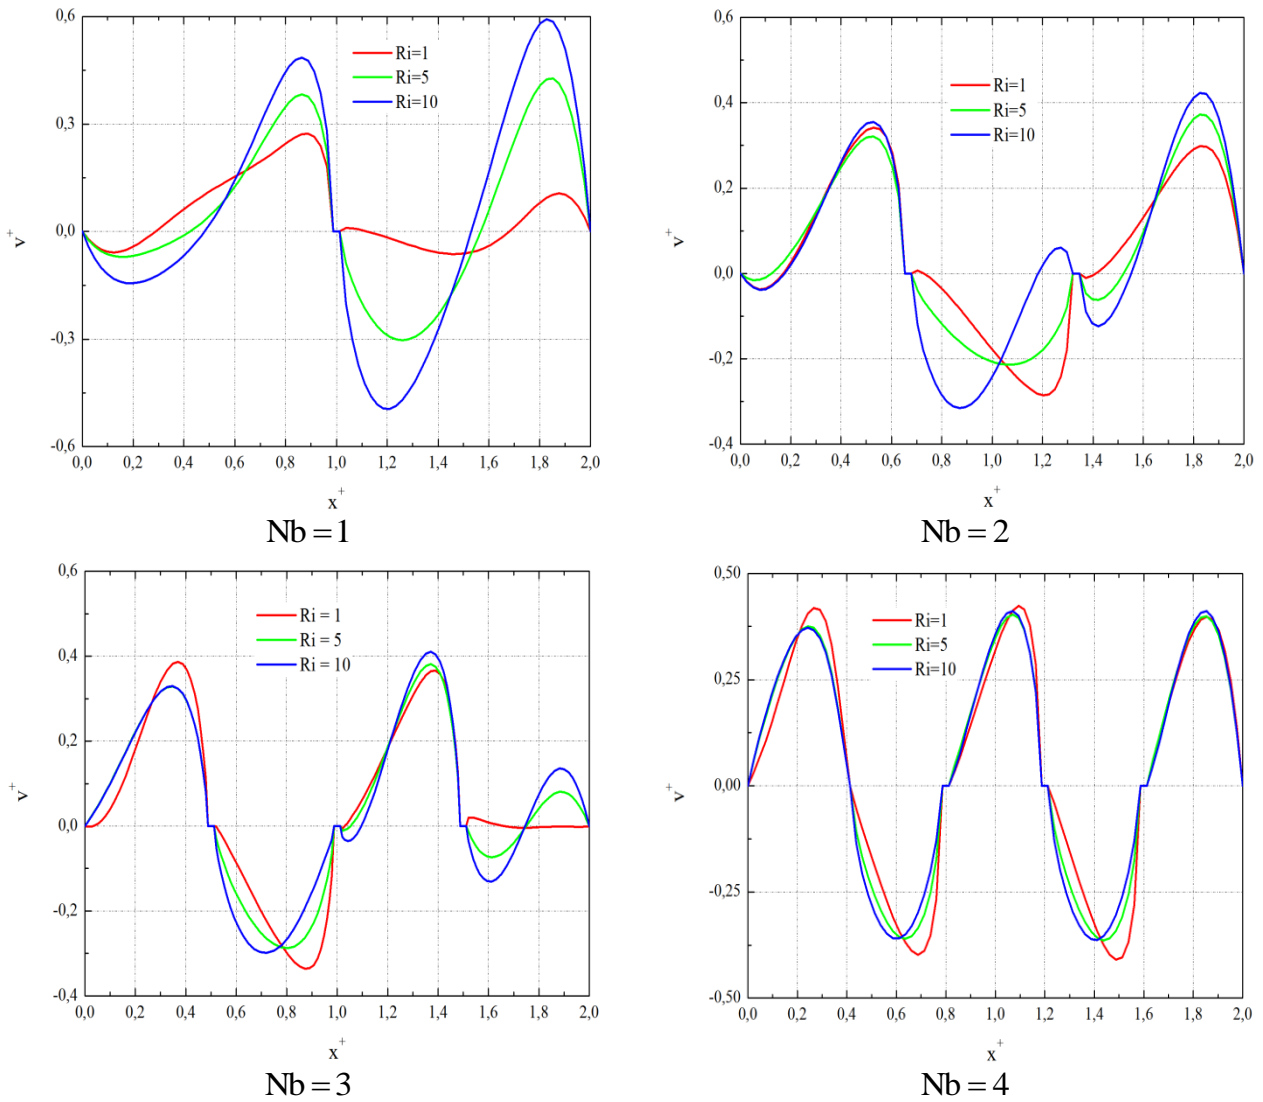 0,6
0,3
0,0
-0,3
-0,6
v+
Ri=1
Ri=5
Ri=10
0,0 0,2 0,4 0,6 0,8 1,0 1,2 1,4 1,6 1,8 2,0
x+
Nb = 1
0,6
0,4
0,2
0,0
-0,2
-0,4
v+
Ri=1
Ri=5
Ri=10
0,0 0,2 0,4 0,6 0,8 1,0 1,2 1,4 1,6 1,8 2,0
x+
Nb = 2
0,6
0,4
0,2
0,0
-0,2
-0,4
v+
Ri = 1
Ri = 5
Ri = 10
0,0 0,2 0,4 0,6 0,8 1,0 1,2 1,4 1,6 1,8 2,0
x+
Nb = 3
0,50
0,25
0,00
-0,25
-0,50
v+
Ri=1
Ri=5
Ri=10
0,0 0,2 0,4 0,6 0,8 1,0 1,2 1,4 1,6 1,8 2,0
x+
Nb = 4